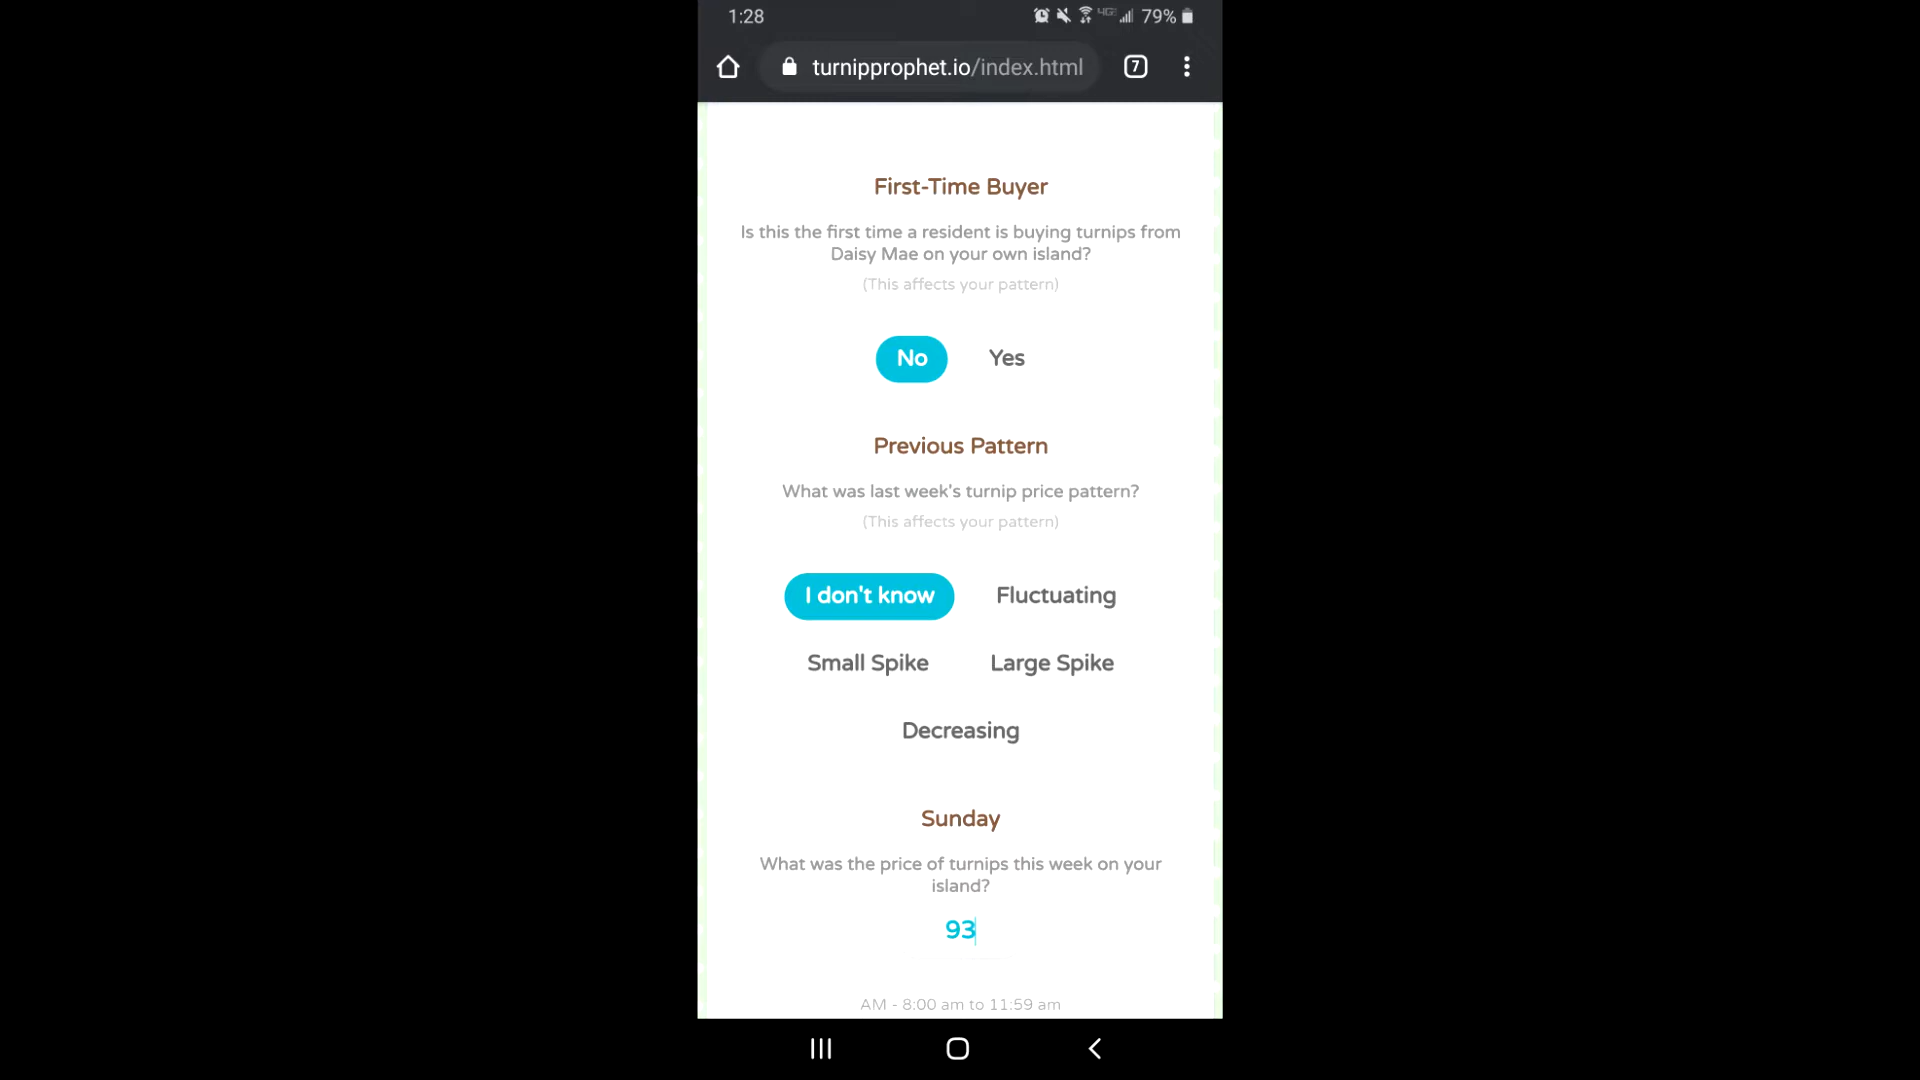 1:28
4G 79%
turnipprophet.io/index.html
7
First-Time Buyer
Is this the first time a resident is buying turnips from
Daisy Mae on your own island?
(This affects your pattern)
No Yes
Previous Pattern
What was last week's turnip price pattern?
(This affects your pattern)
I don't know Fluctuating
Small Spike Large Spike
Decreasing
Sunday
What was the price of turnips this week on your
island?
93
AM - 8:00 am to 11:59 am